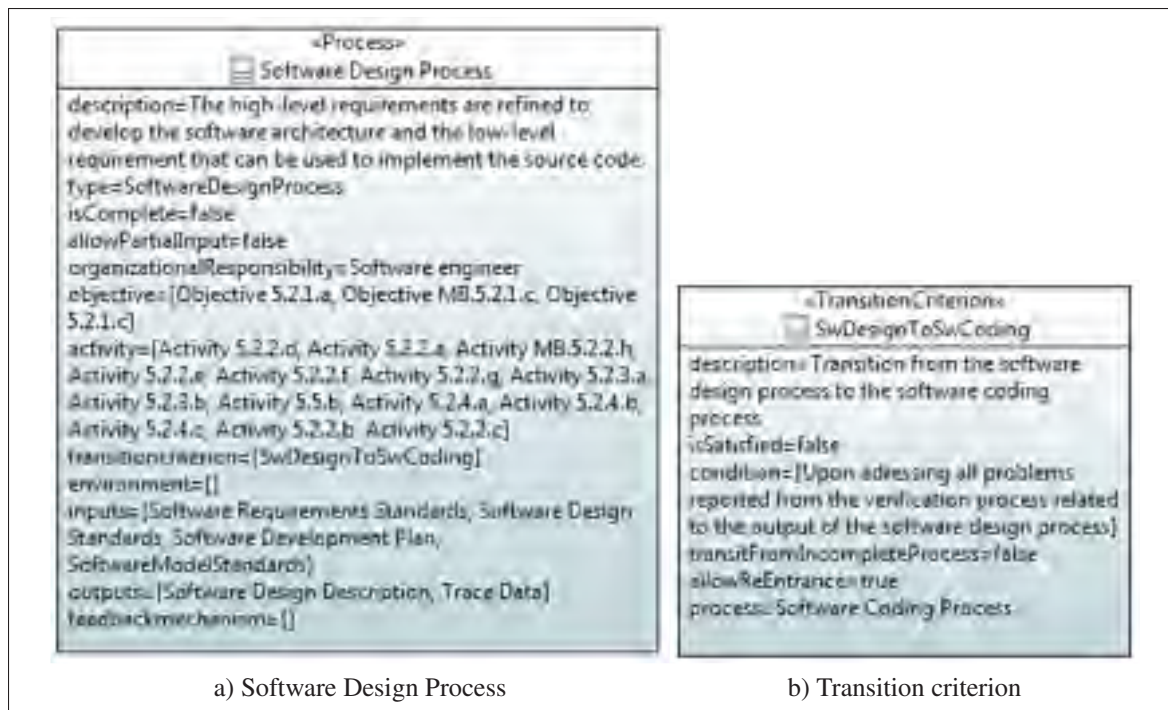 «Process»
Software Design Process
description=The high-level requirements are refined to
develop the software architecture and the low-level
requirement that can be used to implement the source code.
type=SoftwareDesignProcess
isComplete=false
allowPartialInput=false
organizationalResponsibility=Software engineer
objective=[Objective 5.2.1.a, Objective MB.5.2.1.c, Objective
5.2.1.c]
activity=[Activity 5.2.2.d, Activity 5.2.2.a, Activity MB.5.2.2.h,
Activity 5.2.2.e, Activity 5.2.2.f, Activity 5.2.2.g, Activity 5.2.3.a,
Activity 5.2.3.b, Activity 5.5.b, Activity 5.2.4.a, Activity 5.2.4.b,
Activity 5.2.4.c, Activity 5.2.2.b, Activity 5.2.2.c]
transitioncriterion=[SwDesignToSwCoding]
environment=[]
inputs=[Software Requirements Standards, Software Design
Standards, Software Development Plan,
SoftwareModelStandards]
outputs=[Software Design Description, Trace Data]
feedbackmechanism=[]
a) Software Design Process
«TransitionCriterion»
SwDesignToSwCoding
description=Transition from the software
design process to the software coding
process
isSatisfied=false
condition=[Upon adressing all problems
reported from the verification process related
to the output of the software design process]
transitFromIncompleteProcess=false
allowReEntrance=true
process=Software Coding Process
b) Transition criterion